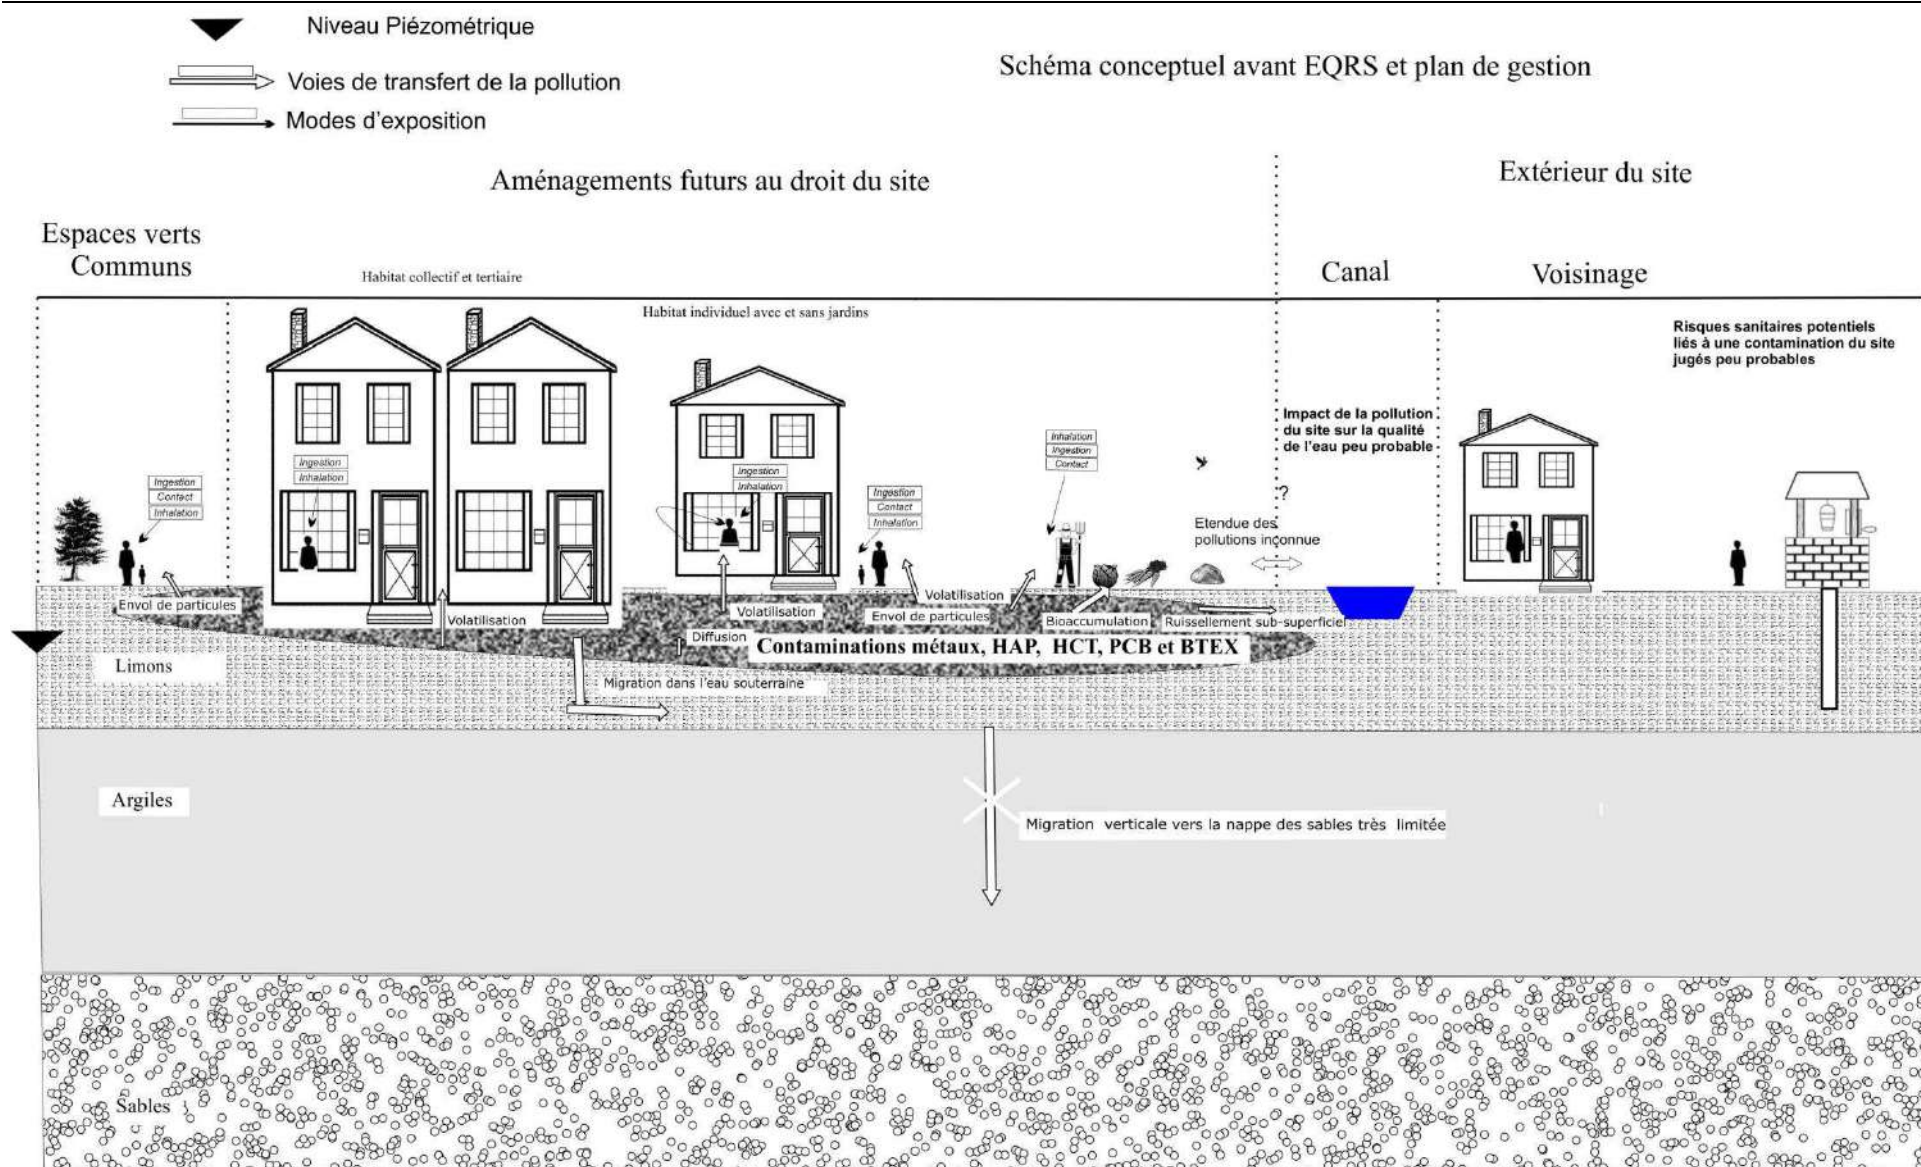 Niveau Piézométrique
Voies de transfert de la pollution
Modes d'exposition
Schéma conceptuel avant EQRS et plan de gestion
Aménagements futurs au droit du site
Extérieur du site
Espaces verts
Communs
Habitat collectif et tertiaire
Habitat individuel avec et sans jardins
Canal
Voisinage
Risques sanitaires potentiels
liés à une contamination du site
jugés peu probables
Impact de la pollution
du site sur la qualité
de l'eau peu probable
Ingestion
Contact
Inhalation
Ingestion
Inhalation
Ingestion
Inhalation
Ingestion
Contact
Inhalation
Inhalation
Ingestion
Contact
?
Etendue des
pollutions inconnue
Envol de particules
Volatilisation
Volatilisation
Volatilisation
Envol de particules
Bioaccumulation
Ruissellement sub-superficiel
Diffusion
Contaminations métaux, HAP, HCT, PCB et BTEX
Limons
Migration dans l'eau souterraine
Argiles
Migration verticale vers la nappe des sables très limitée
Sables